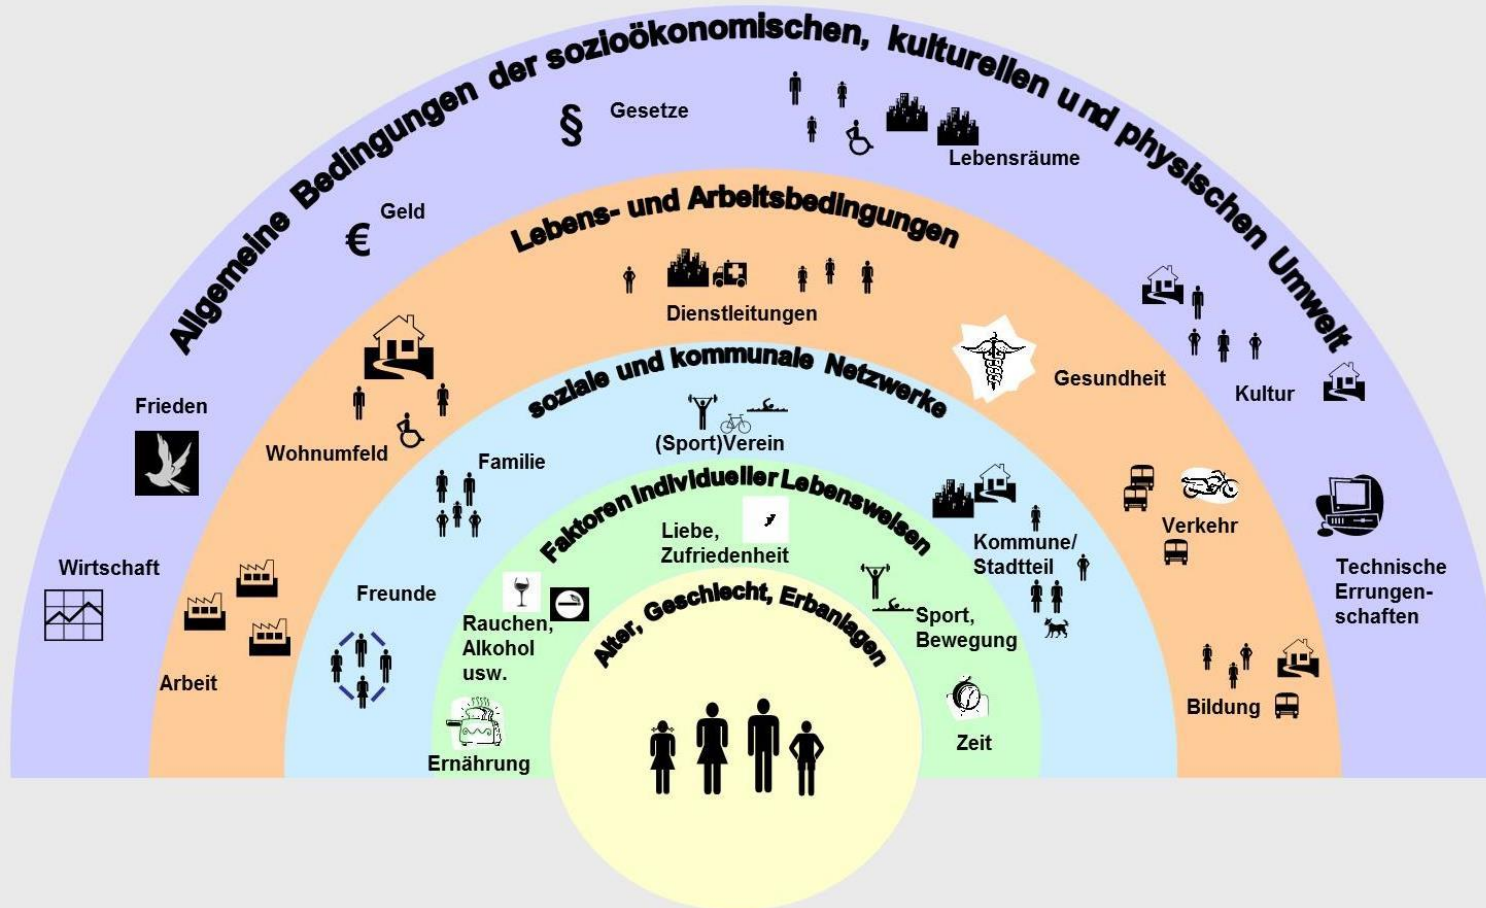 Allgemeine Bedingungen der sozioökonomischen, kulturellen und physischen Umwelt
§
Gesetze
Lebensräume
€
Geld
Frieden
Kultur
Wirtschaft
Technische
Errungen-
schaften
Lebens- und Arbeitsbedingungen
Dienstleitungen
Gesundheit
Wohnumfeld
Verkehr
Arbeit
Bildung
soziale und kommunale Netzwerke
(Sport)Verein
Familie
Kommune/
Stadtteil
Freunde
Faktoren Individueller Lebensweisen
Liebe,
Zufriedenheit
Rauchen,
Alkohol
usw.
Sport,
Bewegung
Ernährung
Zeit
Alter, Geschlecht, Erbanlagen